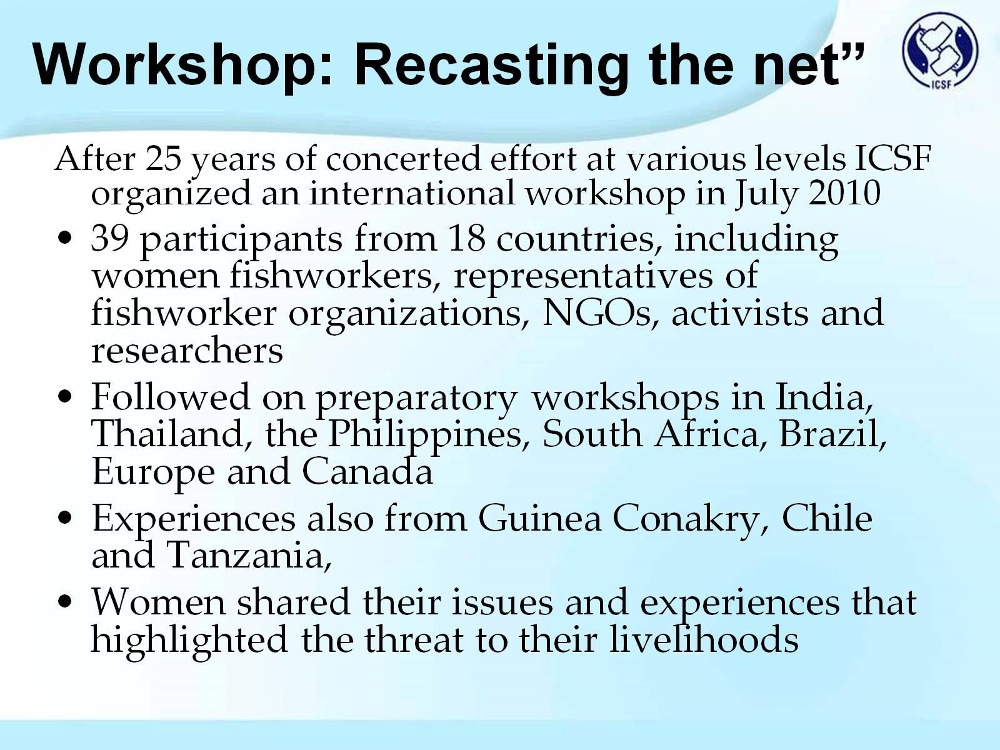 Workshop: Recasting the net”
ICSF
After 25 years of concerted effort at various levels ICSF
organized an international workshop in July 2010
• 39 participants from 18 countries, including
women fishworkers, representatives of
fishworker organizations, NGOs, activists and
researchers
• Followed on preparatory workshops in India,
Thailand, the Philippines, South Africa, Brazil,
Europe and Canada
• Experiences also from Guinea Conakry, Chile
and Tanzania,
• Women shared their issues and experiences that
highlighted the threat to their livelihoods